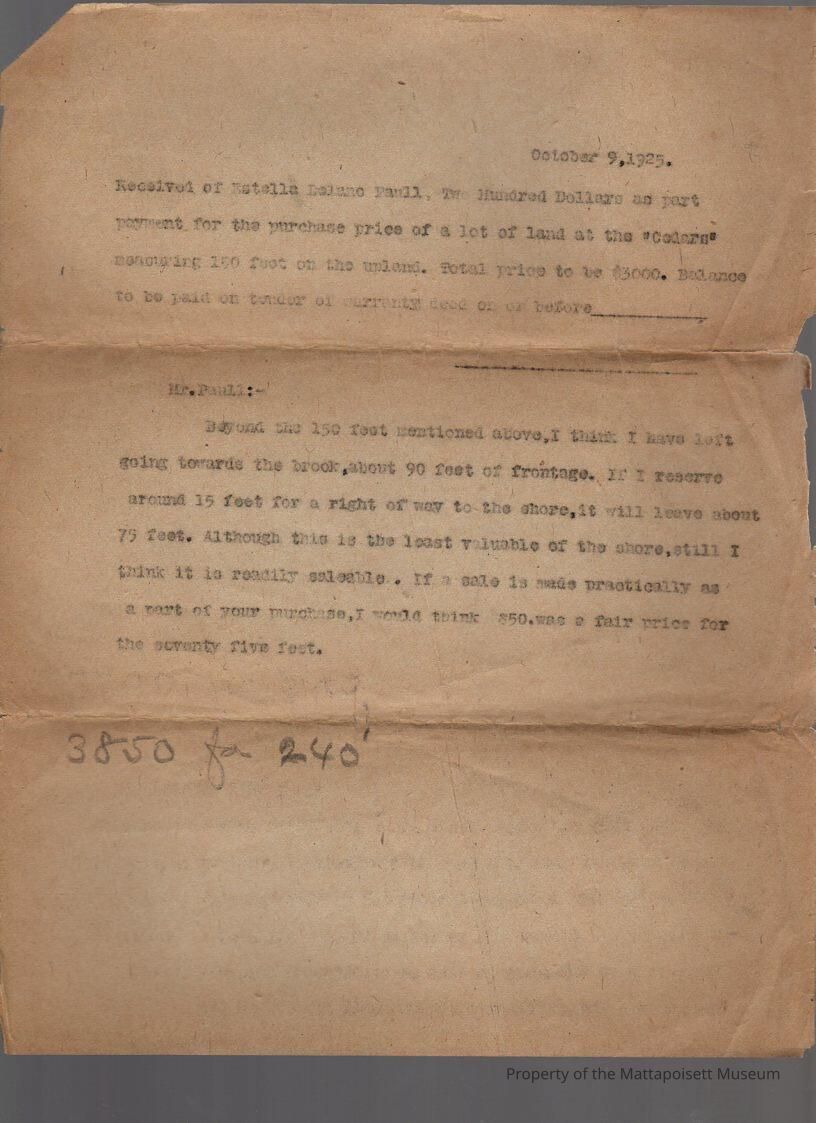 October 9,1925.
Received of Estella Delano Paull, Two Hundred Dollars as part
payment for the purchase price of a lot of land at the "Cedars"
measuring 150 feet on the upland. Total price to be $3000. Balance
to be paid on tender of warranty deed on or before____________
Mr.Paull:-
Beyond the 150 feet mentioned above,I think I have left
going towards the brook,about 90 feet of frontage. If I reserve
around 15 feet for a right of way to the shore,it will leave about
75 feet. Although this is the least valuable of the shore,still I
think it is readily saleable. If a sale is made practically as
a part of your purchase,I would think 850.was a fair price for
the seventy five feet.
3850 for 240'
Property of the Mattapoisett Museum